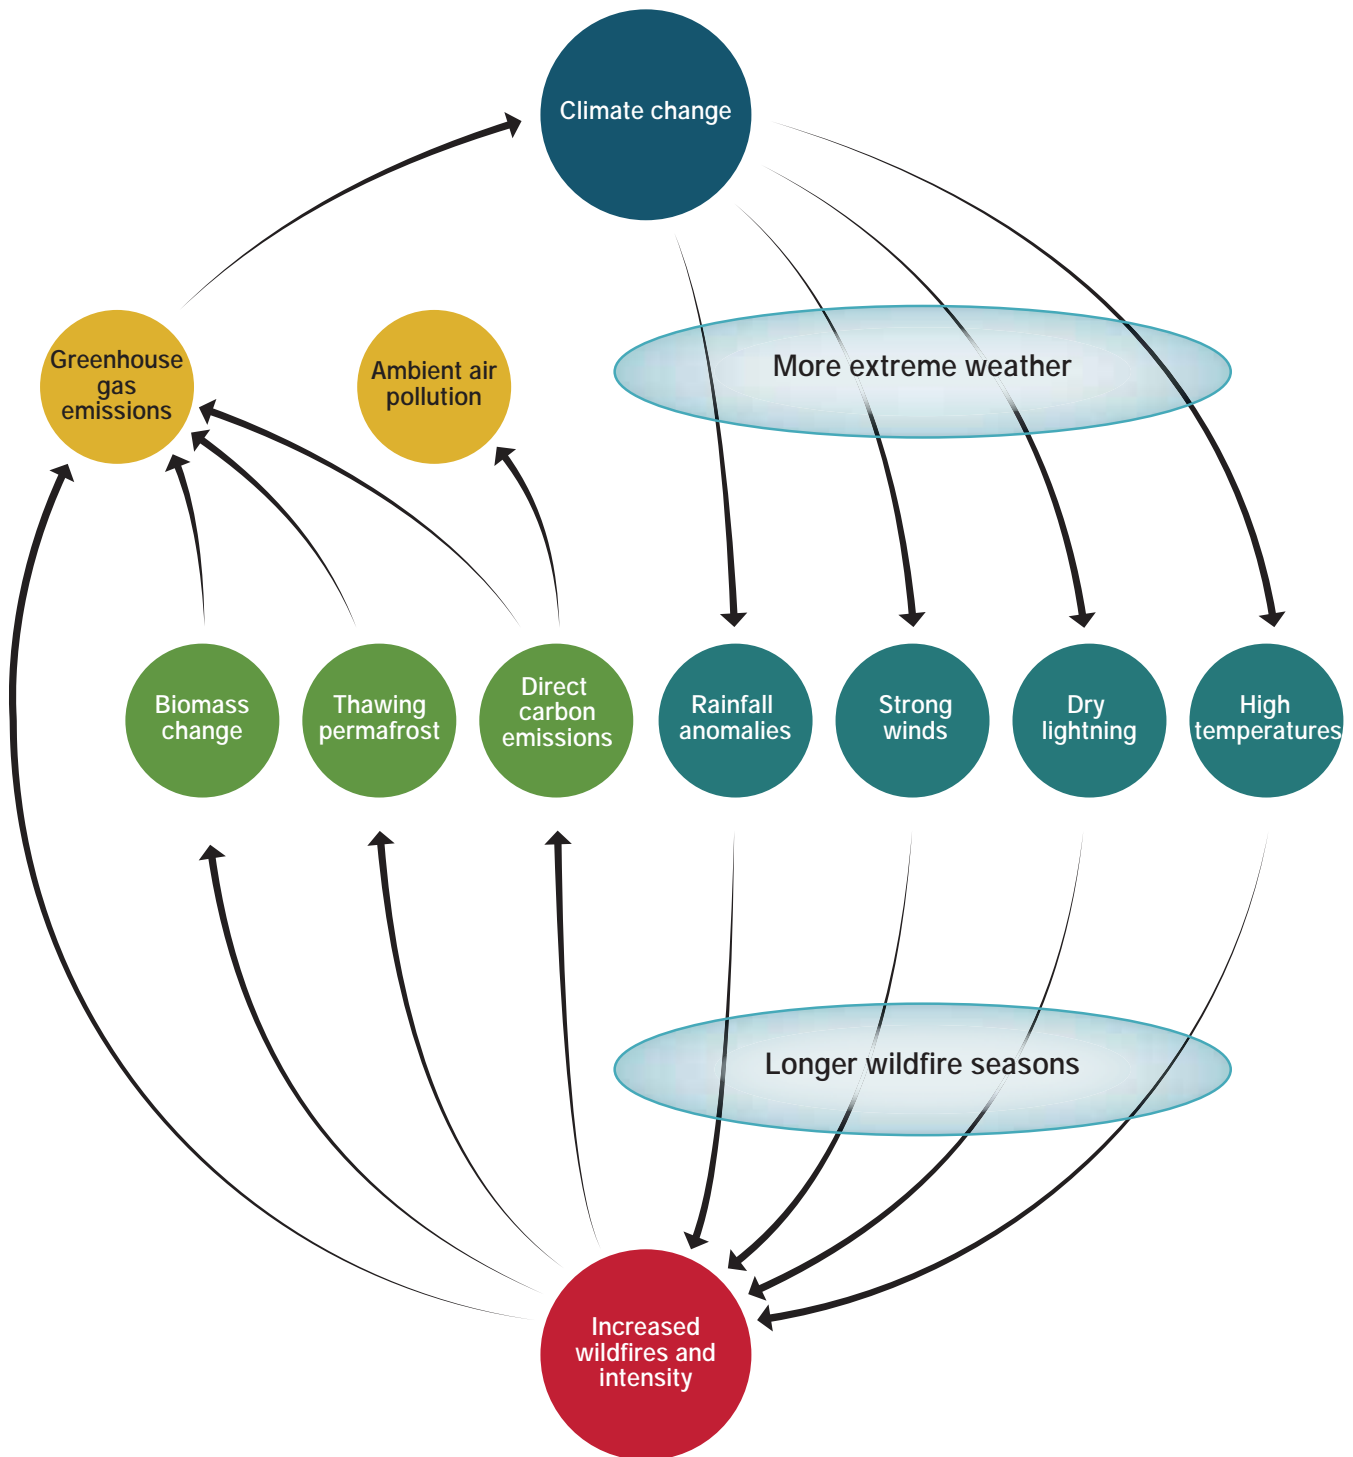 Climate change
Greenhouse
gas
emissions
Ambient air
pollution
More extreme weather
Biomass
change
Thawing
permafrost
Direct
carbon
emissions
Rainfall
anomalies
Strong
winds
Dry
lightning
High
temperatures
Longer wildfire seasons
Increased
wildfires and
intensity